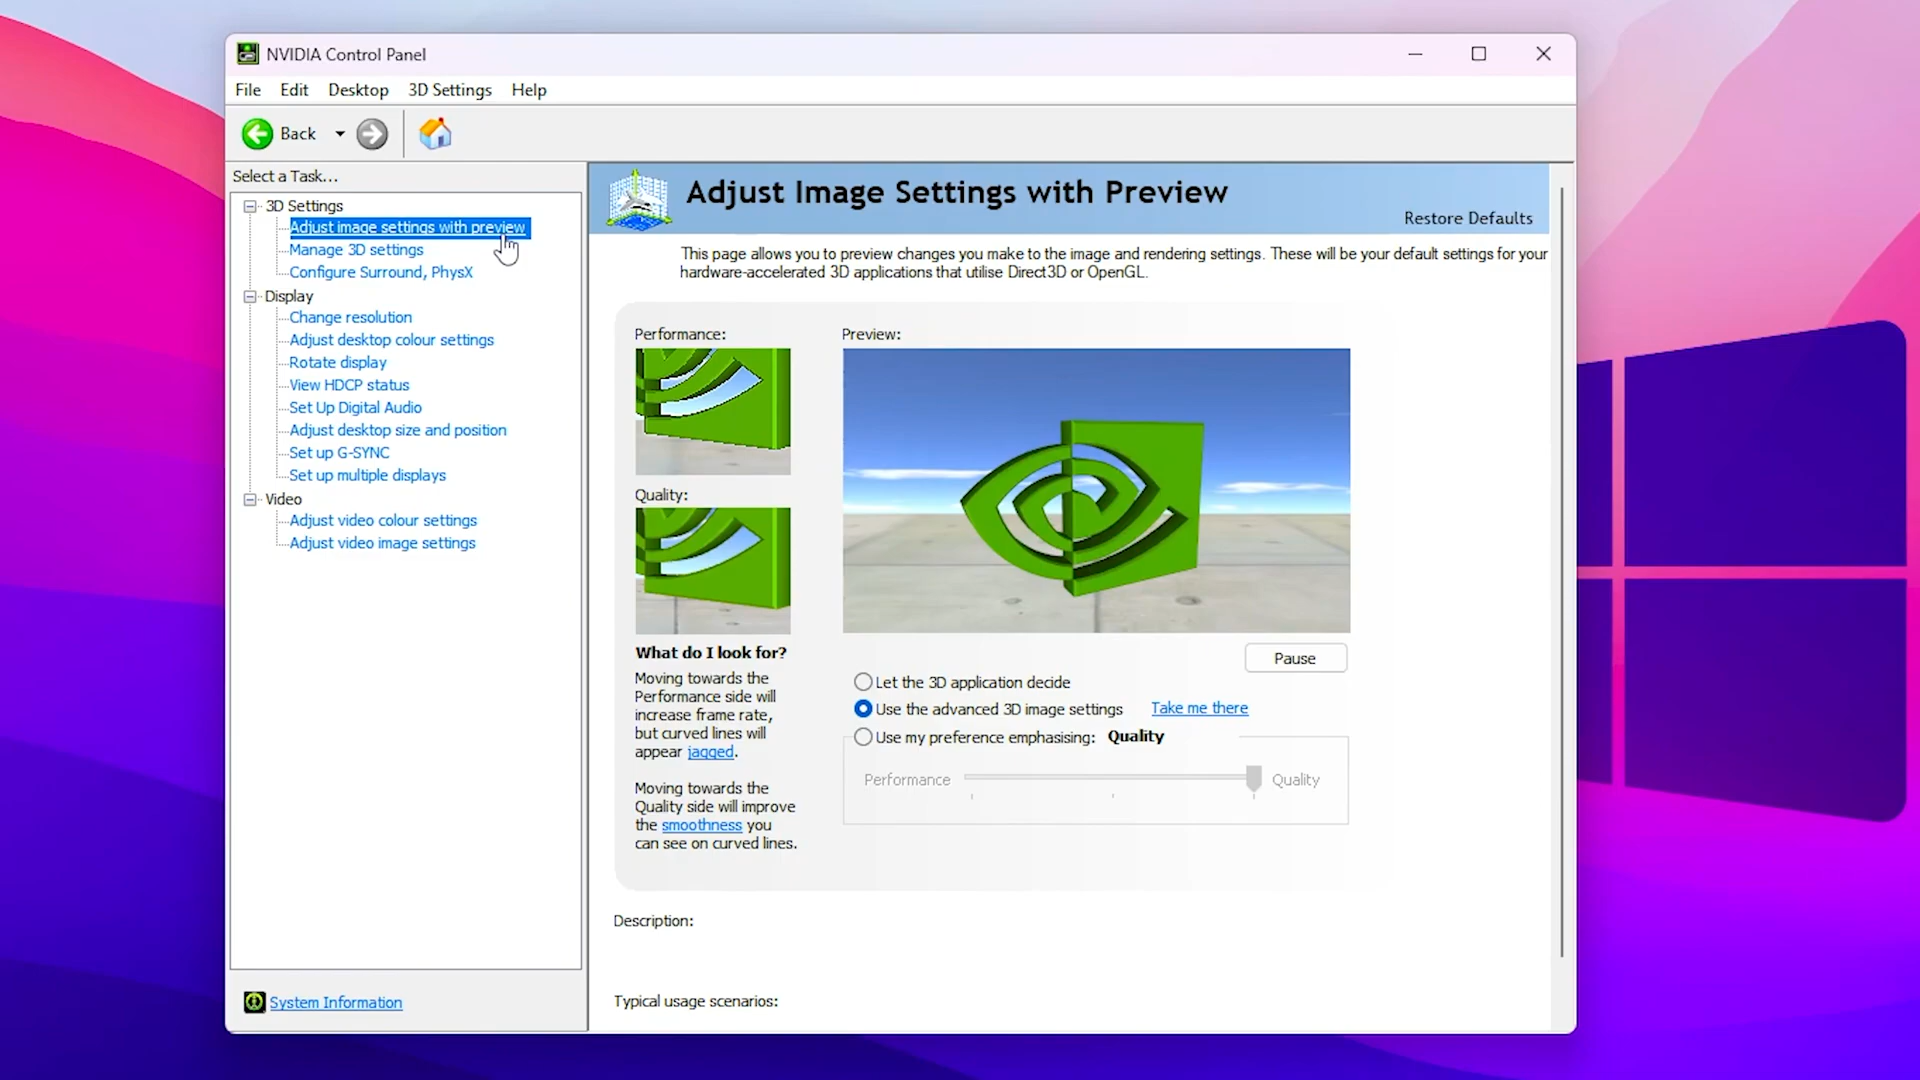 NVIDIA Control Panel
File Edit Desktop 3D Settings Help
Back
Select a Task...
3D Settings
Adjust image settings with preview
Manage 3D settings
Configure Surround, PhysX
Display
Change resolution
Adjust desktop colour settings
Rotate display
View HDCP status
Set Up Digital Audio
Adjust desktop size and position
Set up G-SYNC
Set up multiple displays
Video
Adjust video colour settings
Adjust video image settings
System Information
Adjust Image Settings with Preview
Restore Defaults
This page allows you to preview changes you make to the image and rendering settings. These will be your default settings for your
hardware-accelerated 3D applications that utilise Direct3D or OpenGL.
Performance:
Quality:
What do I look for?
Moving towards the
Performance side will
increase frame rate,
but curved lines will
appear jagged.
Moving towards the
Quality side will improve
the smoothness you
can see on curved lines.
Preview:
Pause
Let the 3D application decide
Use the advanced 3D image settings Take me there
Use my preference emphasising: Quality
Performance Quality
Description:
Typical usage scenarios: